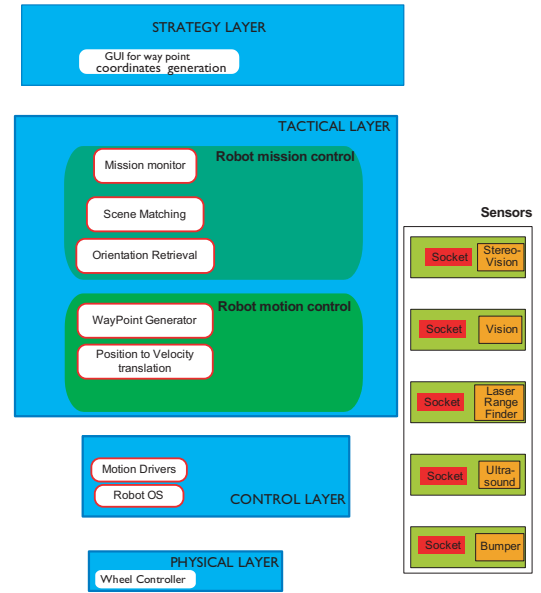 STRATEGY LAYER
GUI for way point
coordinates generation
TACTICAL LAYER
Robot mission control
Mission monitor
Scene Matching
Orientation Retrieval
Robot motion control
WayPoint Generator
Position to Velocity
translation
Motion Drivers
Robot OS
CONTROL LAYER
PHYSICAL LAYER
Wheel Controller
Sensors
Socket
Stereo-
Vision
Socket
Vision
Socket
Laser
Range
Finder
Socket
Ultra-
sound
Socket
Bumper